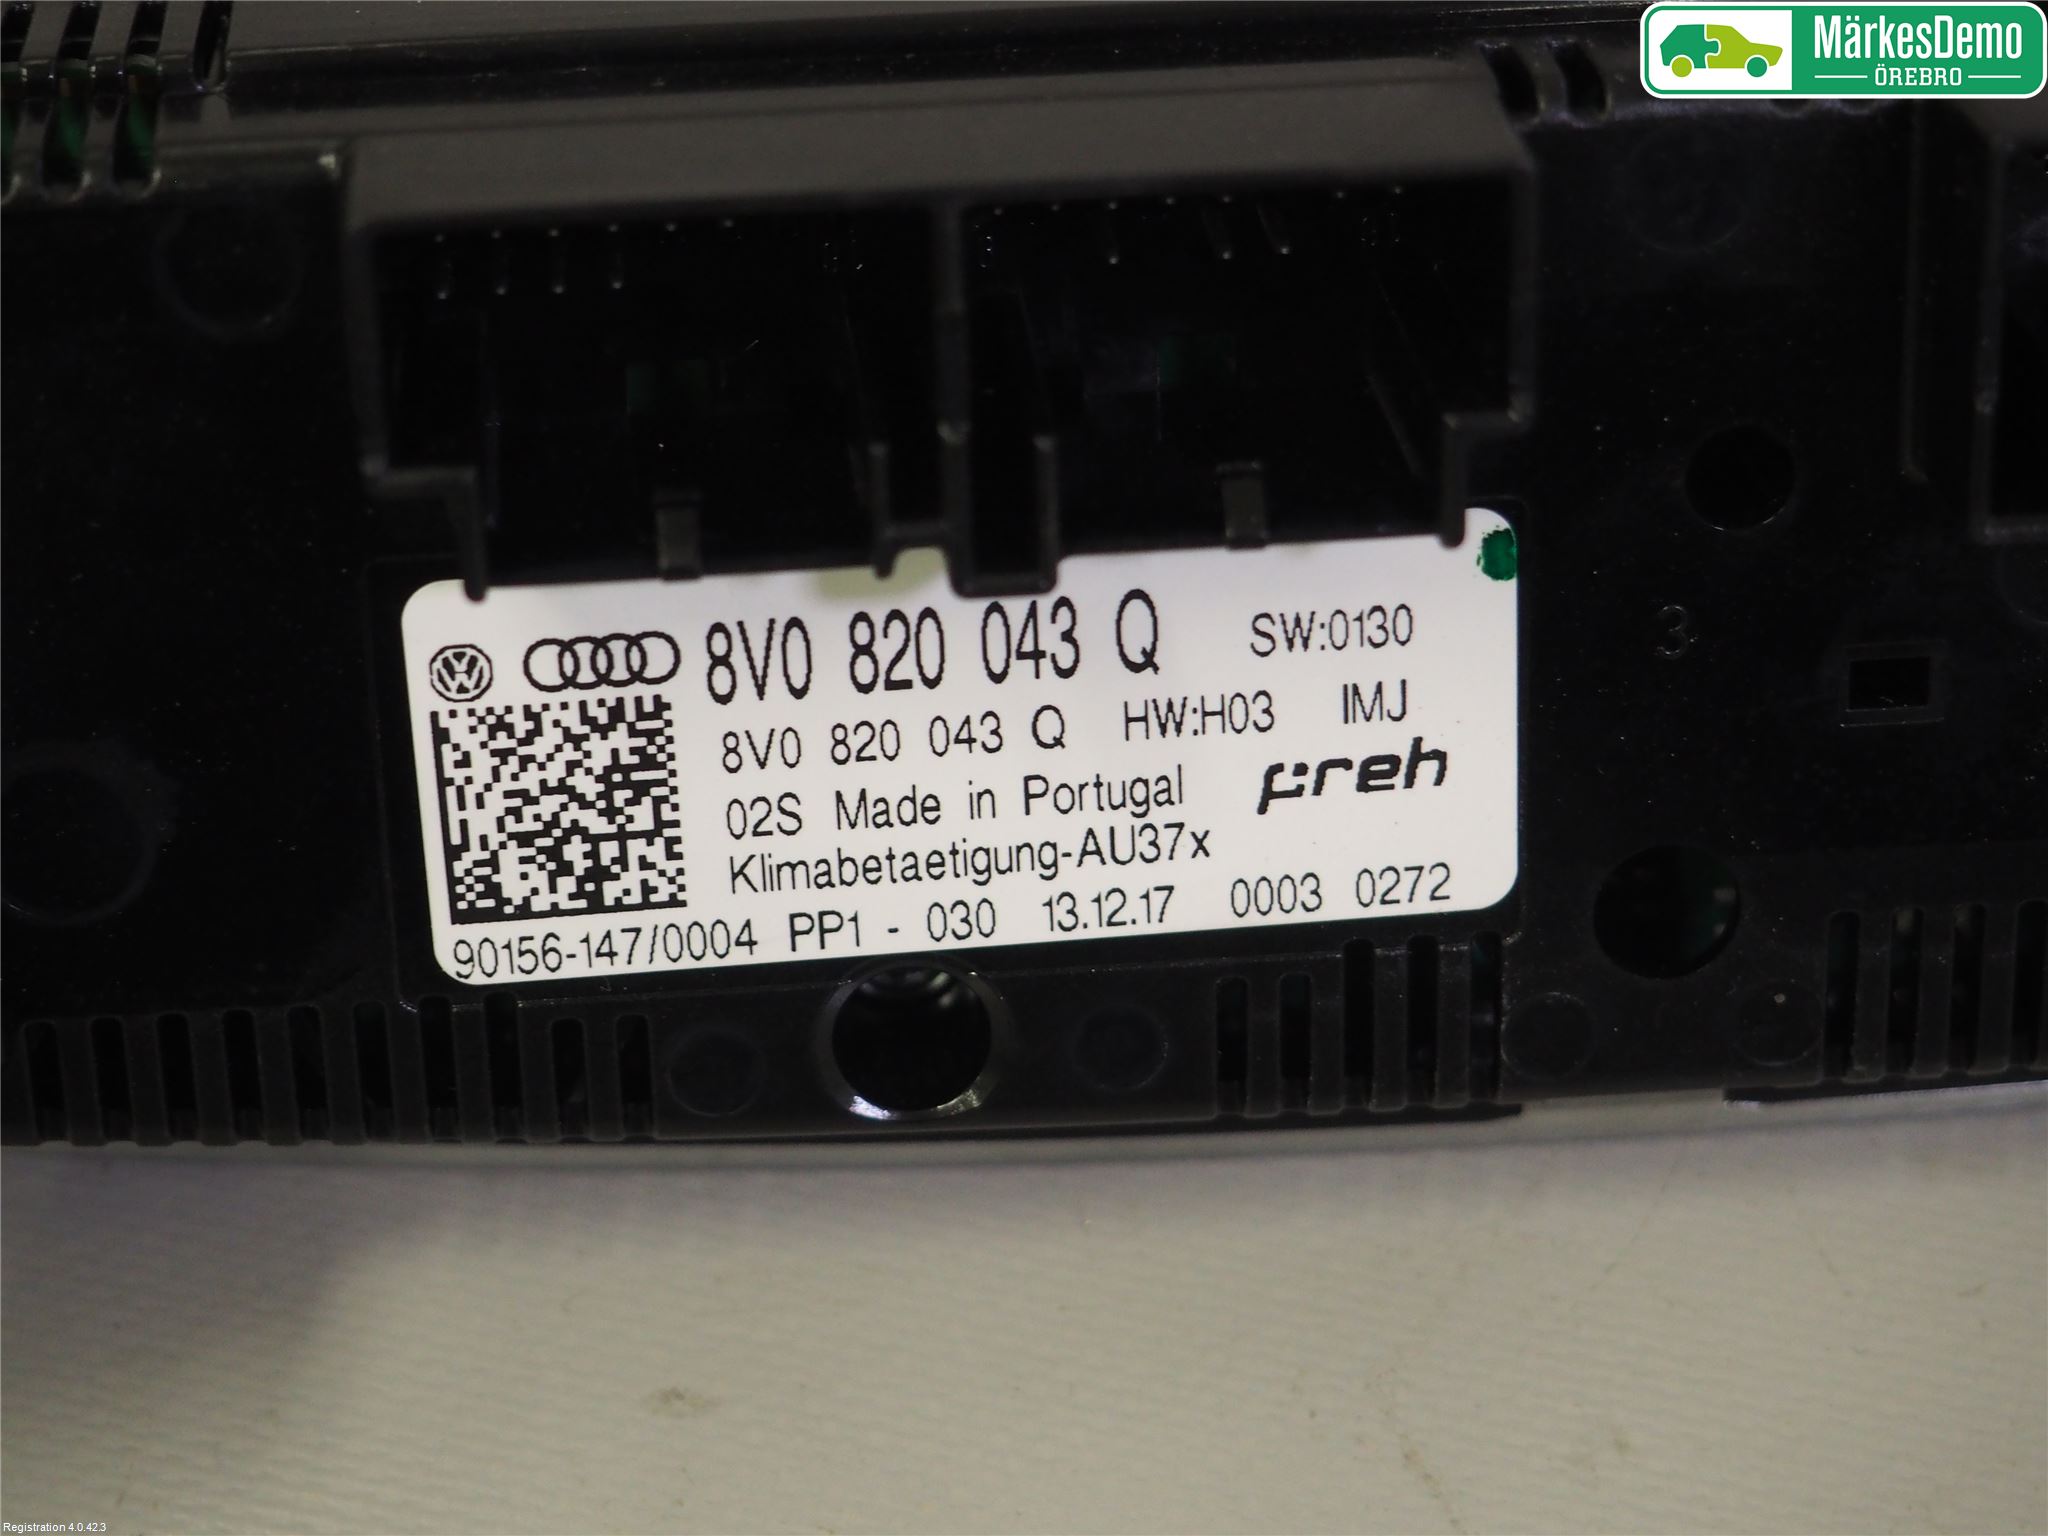 MärkesDemo
ÖREBRO
8V0 820 043 Q SW:0130
8V0 820 043 Q HW:H03 IMJ
02S Made in Portugal preh
Klimabetaetigung-AU37x
90156-147/0004 PP1 - 030 13.12.17 0003 0272
3
Registration 4.0.42.3